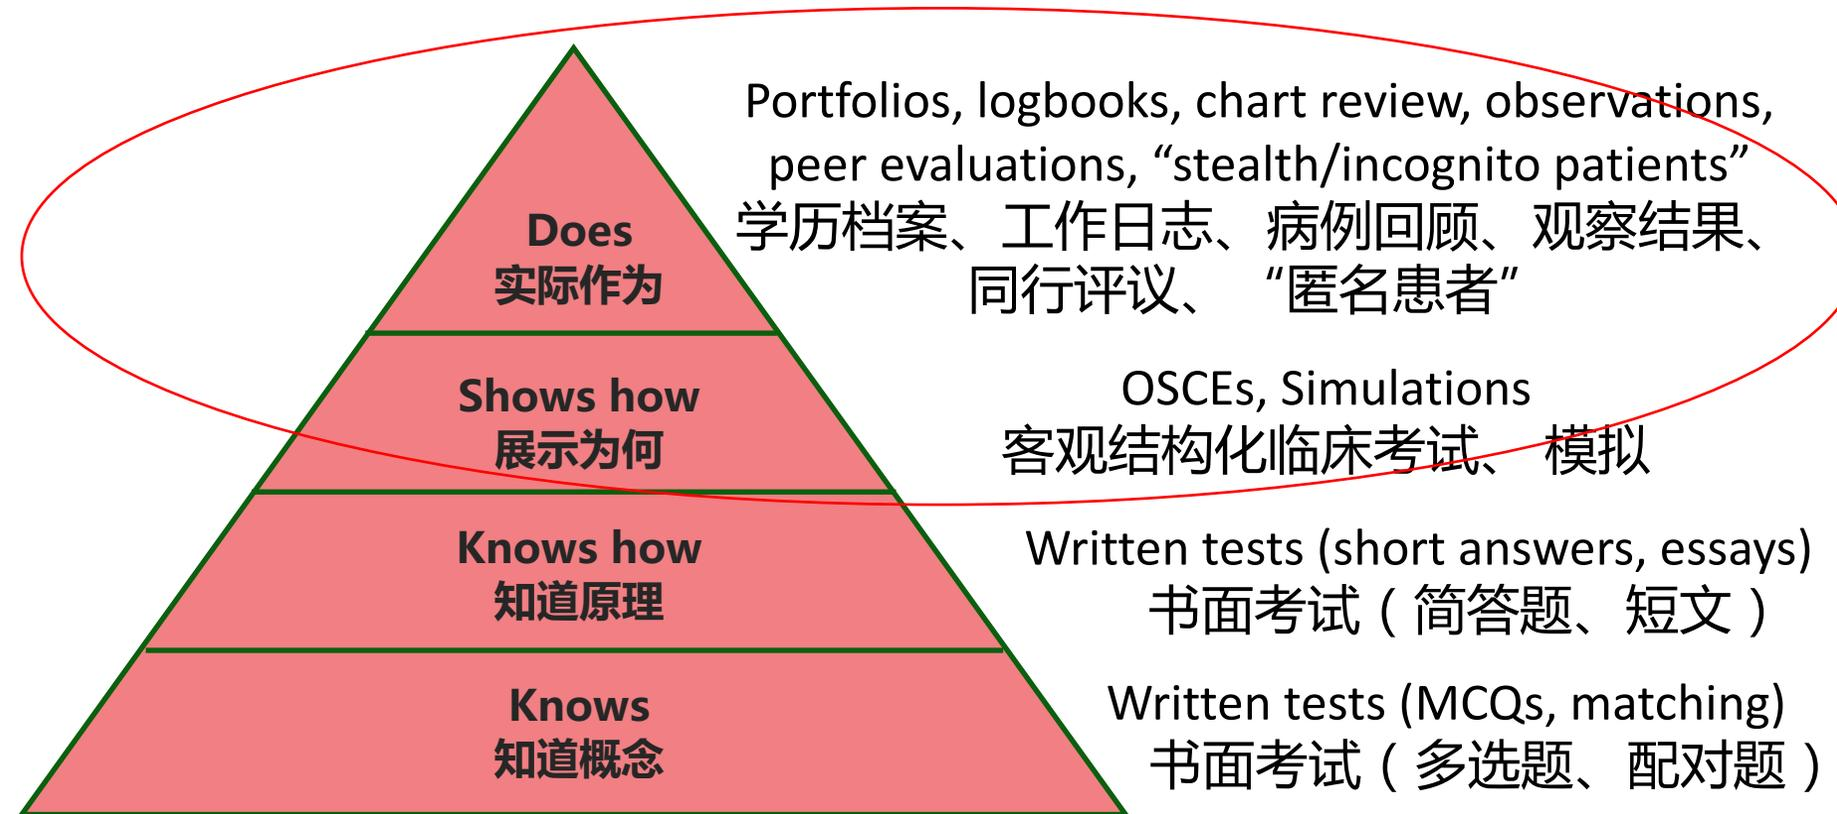 Portfolios, logbooks, chart review, observations,
peer evaluations, “stealth/incognito patients”
学历档案、工作日志、病例回顾、观察结果、
同行评议、 “匿名患者”
Does
实际作为
OSCEs, Simulations
客观结构化临床考试、 模拟
Shows how
展示为何
Written tests (short answers, essays)
书面考试（简答题、短文）
Knows how
知道原理
Written tests (MCQs, matching)
书面考试（多选题、配对题）
Knows
知道概念